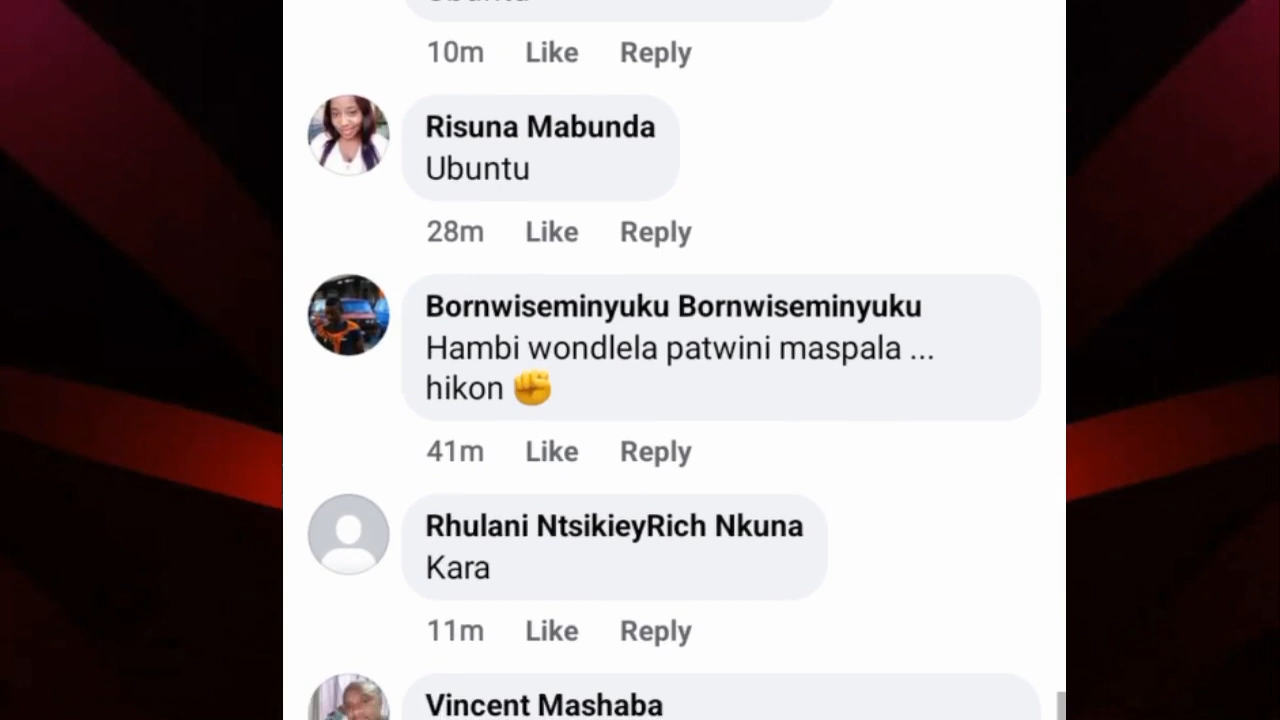 Ubuntu
10m Like Reply
Risuna Mabunda
Ubuntu
28m Like Reply
Bornwiseminyuku Bornwiseminyuku
Hambi wondlela patwini maspala ...
hikon ✊
41m Like Reply
Rhulani NtsikieyRich Nkuna
Kara
11m Like Reply
Vincent Mashaba